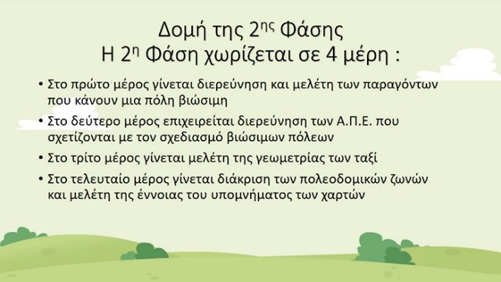 Δομή της 2ης Φάσης
Η 2η Φάση χωρίζεται σε 4 μέρη :
• Στο πρώτο μέρος γίνεται διερεύνηση και μελέτη των παραγόντων
που κάνουν μια πόλη βιώσιμη
• Στο δεύτερο μέρος επιχειρείται διερεύνηση των Α.Π.Ε. που
σχετίζονται με τον σχεδιασμό βιώσιμων πόλεων
• Στο τρίτο μέρος γίνεται μελέτη της γεωμετρίας των ταξί
• Στο τελευταίο μέρος γίνεται διάκριση των πολεοδομικών ζωνών
και μελέτη της έννοιας του υπομνήματος των χαρτών